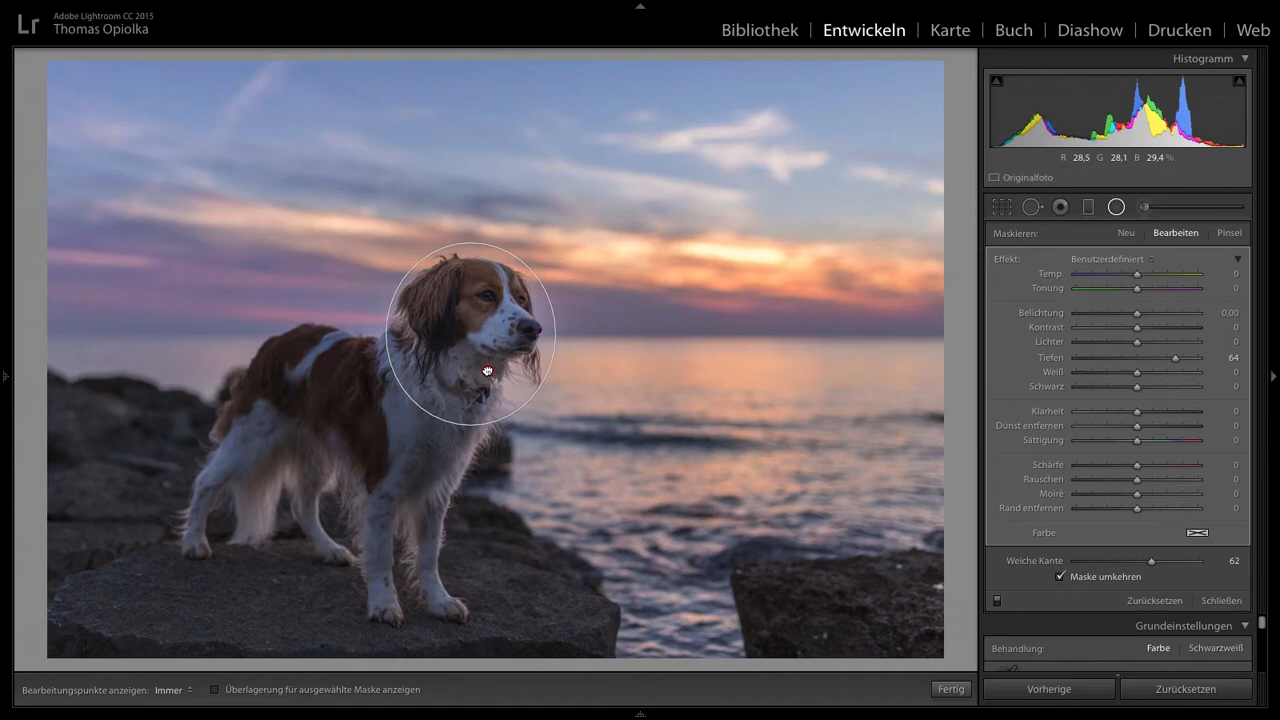 Lr
Adobe Lightroom CC 2015
Thomas Opiolka
Bibliothek | Entwickeln | Karte | Buch | Diashow | Drucken | Web
Histogramm
R 28,5 G 28,1 B 29,4 %
Originalfoto
Maskieren: Neu Bearbeiten Pinsel
Effekt: Benutzerdefiniert
Temp. 0
Tonung 0
Belichtung 0,00
Kontrast 0
Lichter 0
Tiefen 64
Weiß 0
Schwarz 0
Klarheit 0
Dunst entfernen 0
Sättigung 0
Schärfe 0
Rauschen 0
Moiré 0
Rand entfernen 0
Farbe
Weiche Kante 62
Maske umkehren
Zurücksetzen Schließen
Grundeinstellungen
Behandlung: Farbe Schwarzweiß
Bearbeitungspunkte anzeigen: Immer Überlagerung für ausgewählte Maske anzeigen Fertig
Vorherige Zurücksetzen